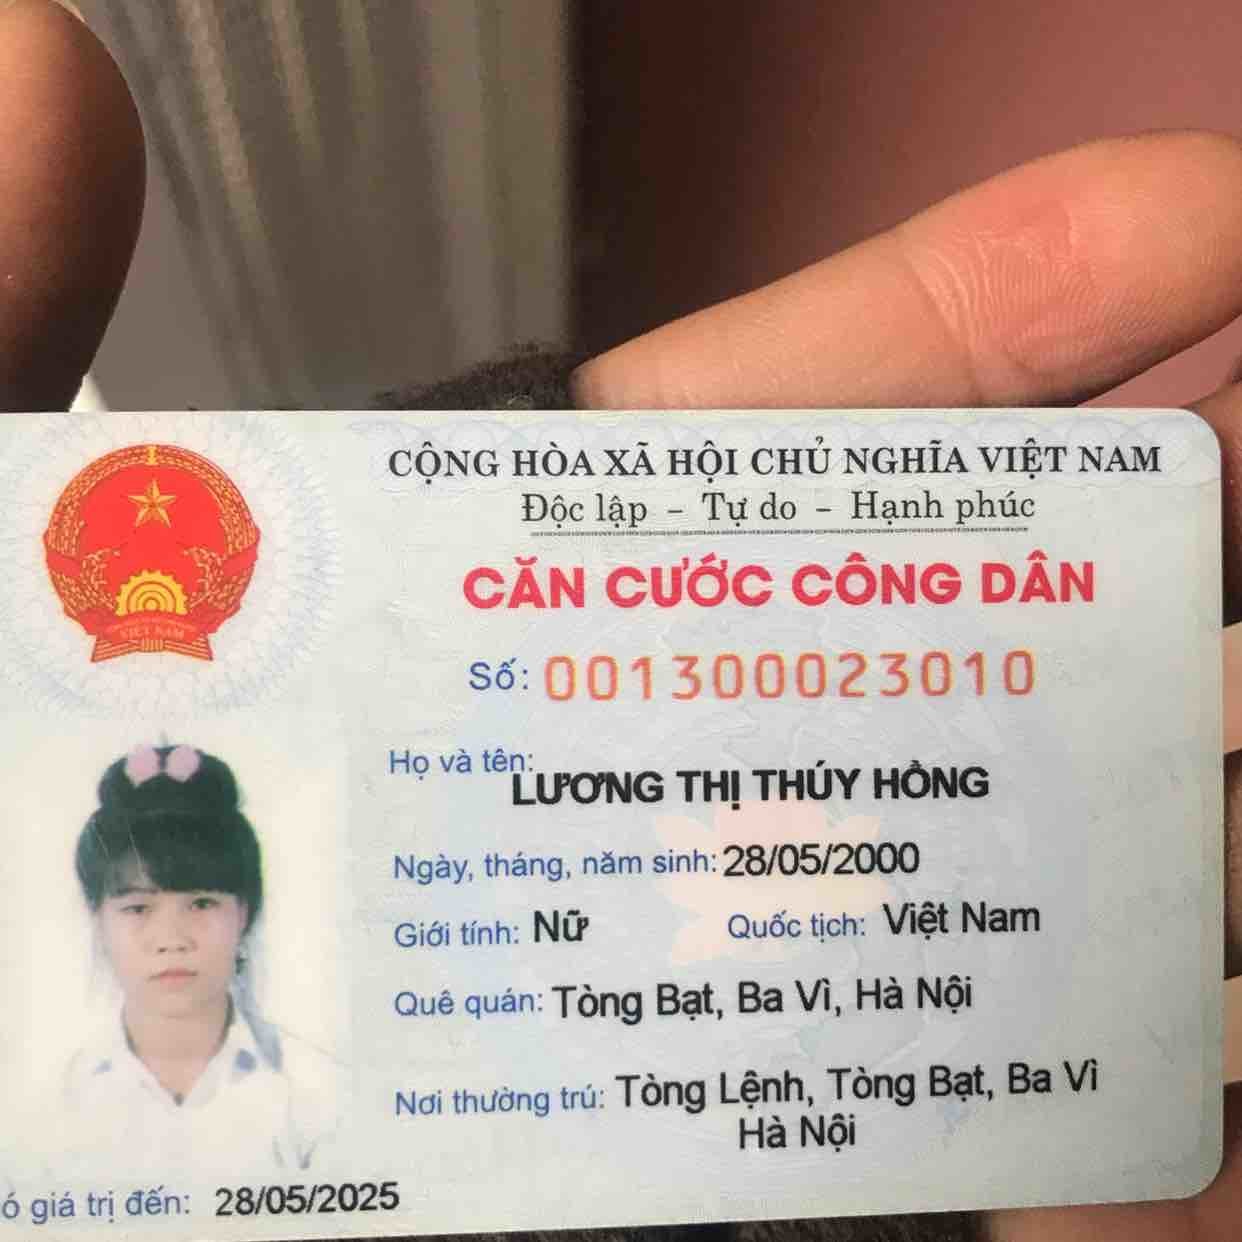 CỘNG HÒA XÃ HỘI CHỦ NGHĨA VIỆT NAM
Độc lập - Tự do - Hạnh phúc
CĂN CƯỚC CÔNG DÂN
VIỆT NAM
Số: 001300023010
Họ và tên:
LƯƠNG THỊ THÚY HỒNG
Ngày, tháng, năm sinh: 28/05/2000
Giới tính: Nữ Quốc tịch: Việt Nam
Quê quán: Tòng Bạt, Ba Vì, Hà Nội
Nơi thường trú: Tòng Lệnh, Tòng Bạt, Ba Vì
Hà Nội
ó giá trị đến: 28/05/2025